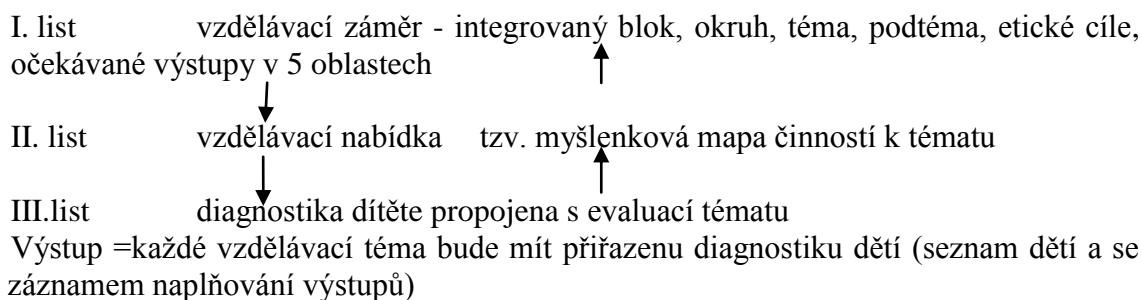 I. list vzdělávací záměr - integrovaný blok, okruh, téma, podtéma, etické cíle,
očekávané výstupy v 5 oblastech
II. list vzdělávací nabídka tzv. myšlenková mapa činností k tématu
III.list diagnostika dítěte propojena s evaluací tématu
Výstup =každé vzdělávací téma bude mít přiřazenu diagnostiku dětí (seznam dětí a se
záznamem naplňování výstupů)